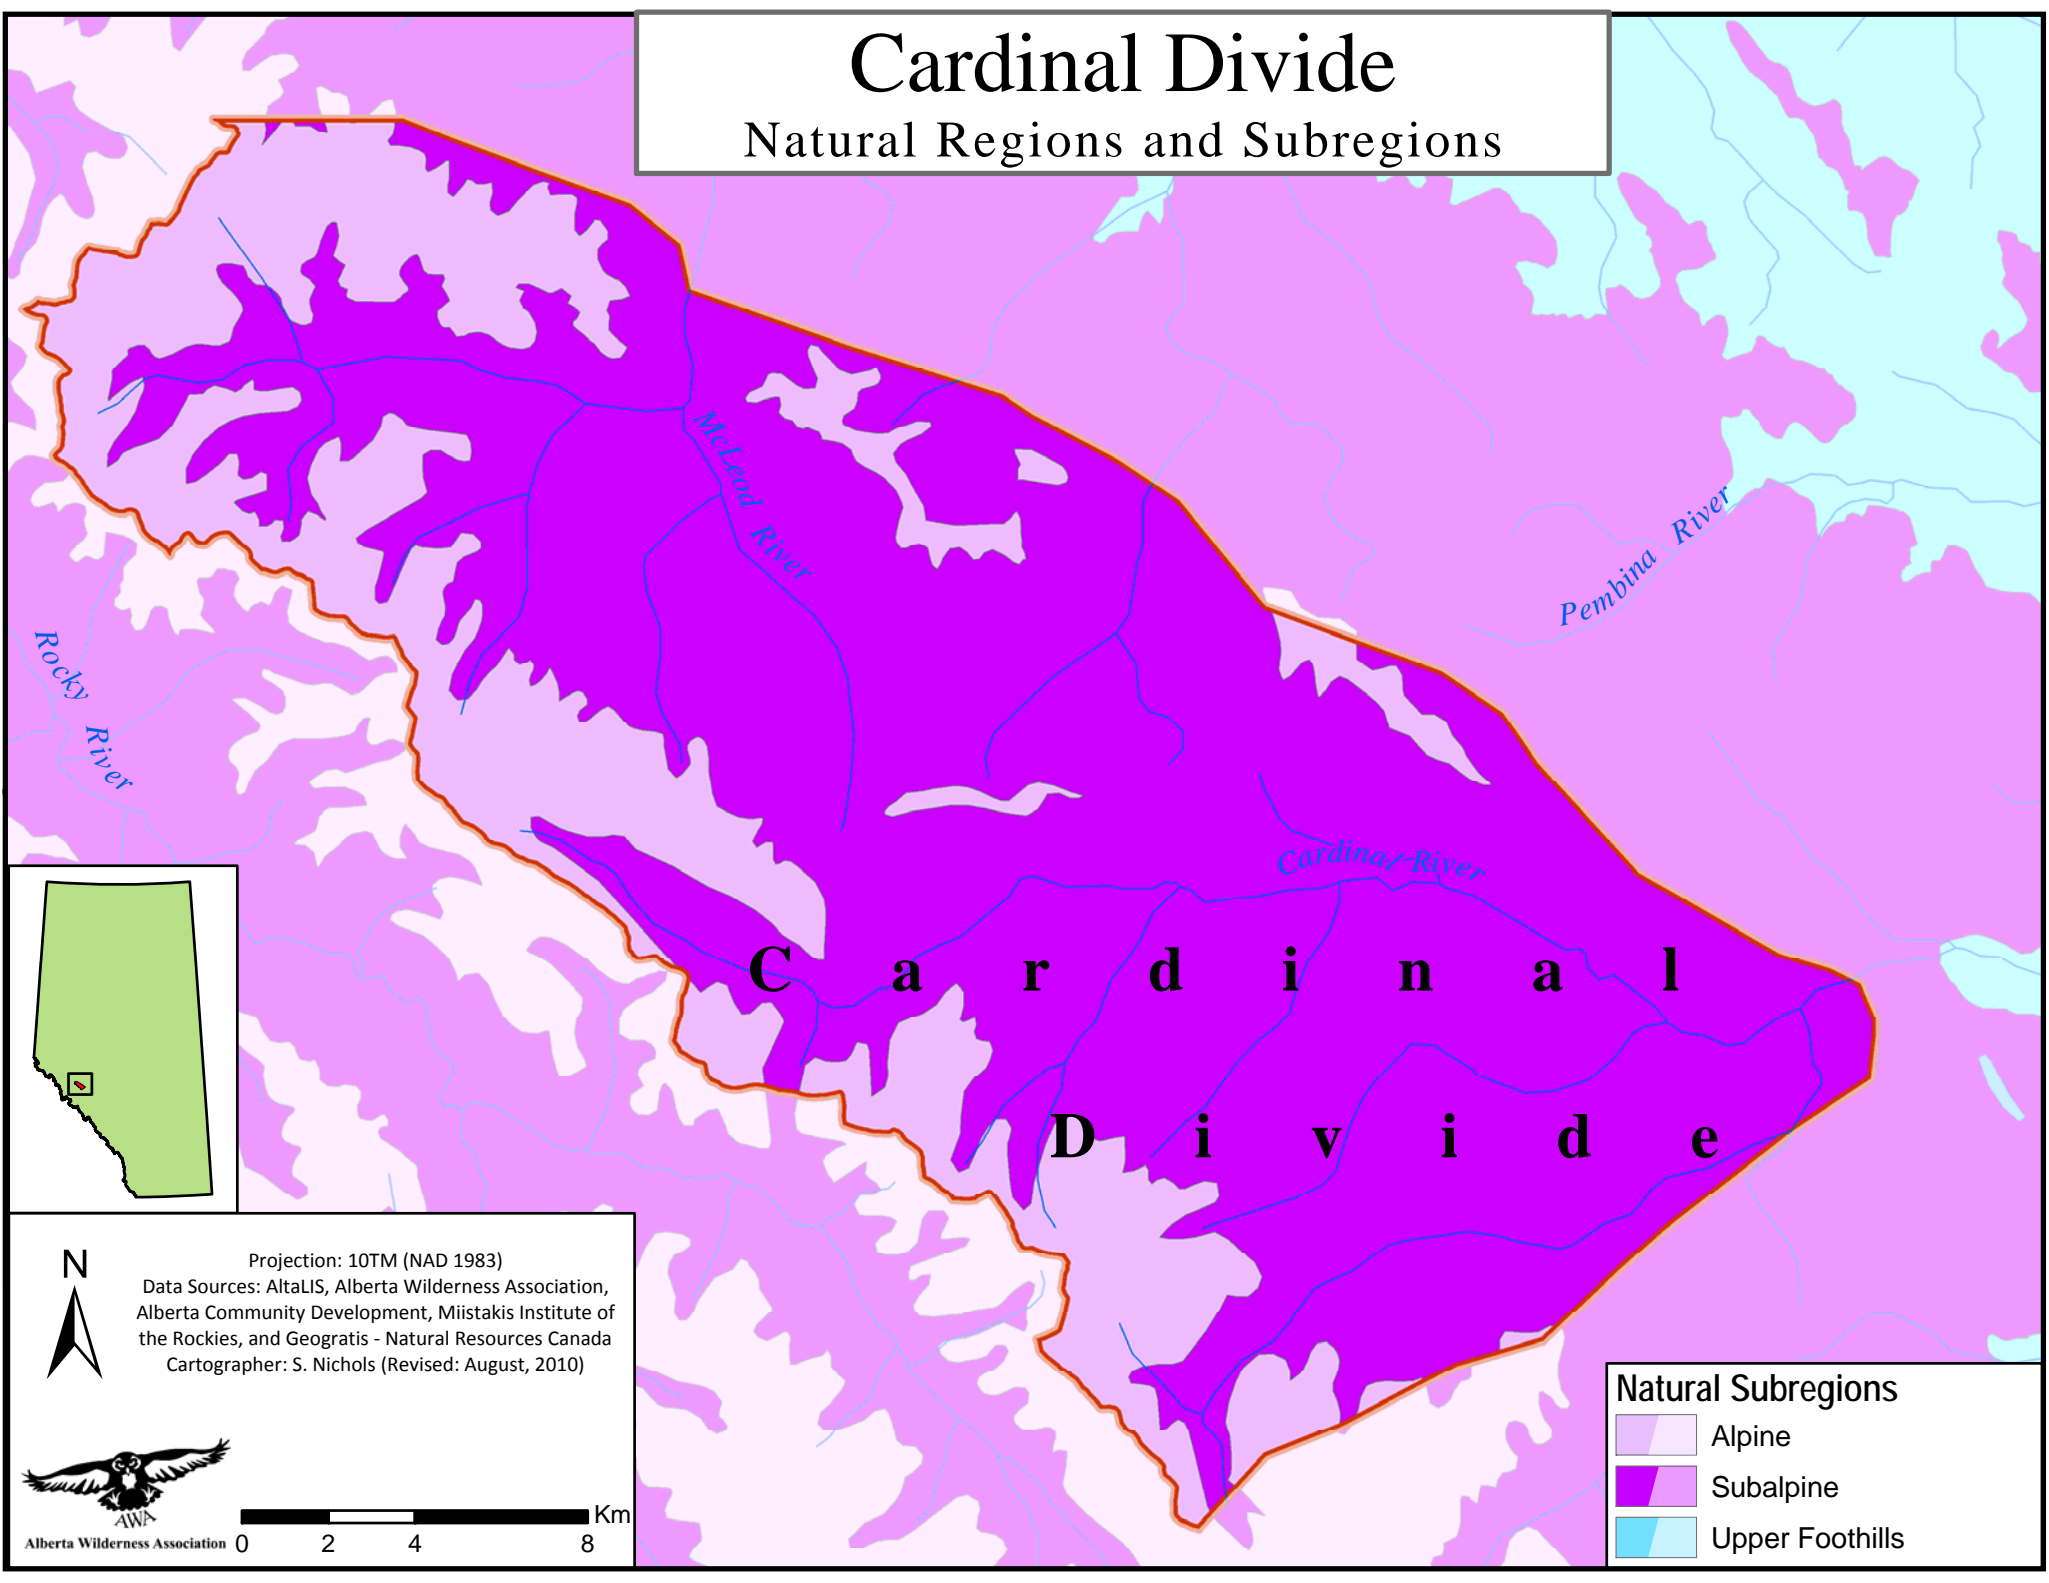 Cardinal Divide
Natural Regions and Subregions
McLeod River
Pembina River
Rocky River
Cardinal River
Cardinal
Divide
N
Projection: 10TM (NAD 1983)
Data Sources: AltaLIS, Alberta Wilderness Association,
Alberta Community Development, Miistakis Institute of
the Rockies, and Geogratis - Natural Resources Canada
Cartographer: S. Nichols (Revised: August, 2010)
AWA
Alberta Wilderness Association
Km
0 2 4 8
Natural Subregions
Alpine
Subalpine
Upper Foothills